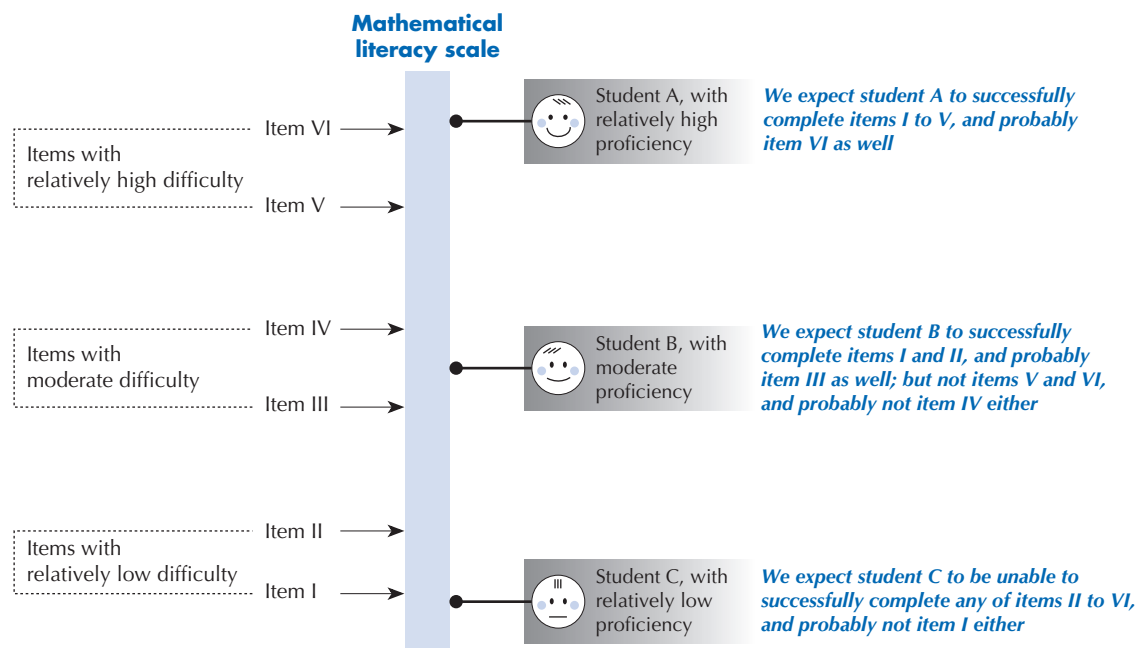 Mathematical
literacy scale
Item VI
Items with
relatively high difficulty
Item V
Student A, with
relatively high
proficiency
We expect student A to successfully
complete items I to V, and probably
item VI as well
Item IV
Items with
moderate difficulty
Item III
Student B, with
moderate
proficiency
We expect student B to successfully
complete items I and II, and probably
item III as well; but not items V and VI,
and probably not item IV either
Item II
Items with
relatively low difficulty
Item I
Student C, with
relatively low
proficiency
We expect student C to be unable to
successfully complete any of items II to VI,
and probably not item I either